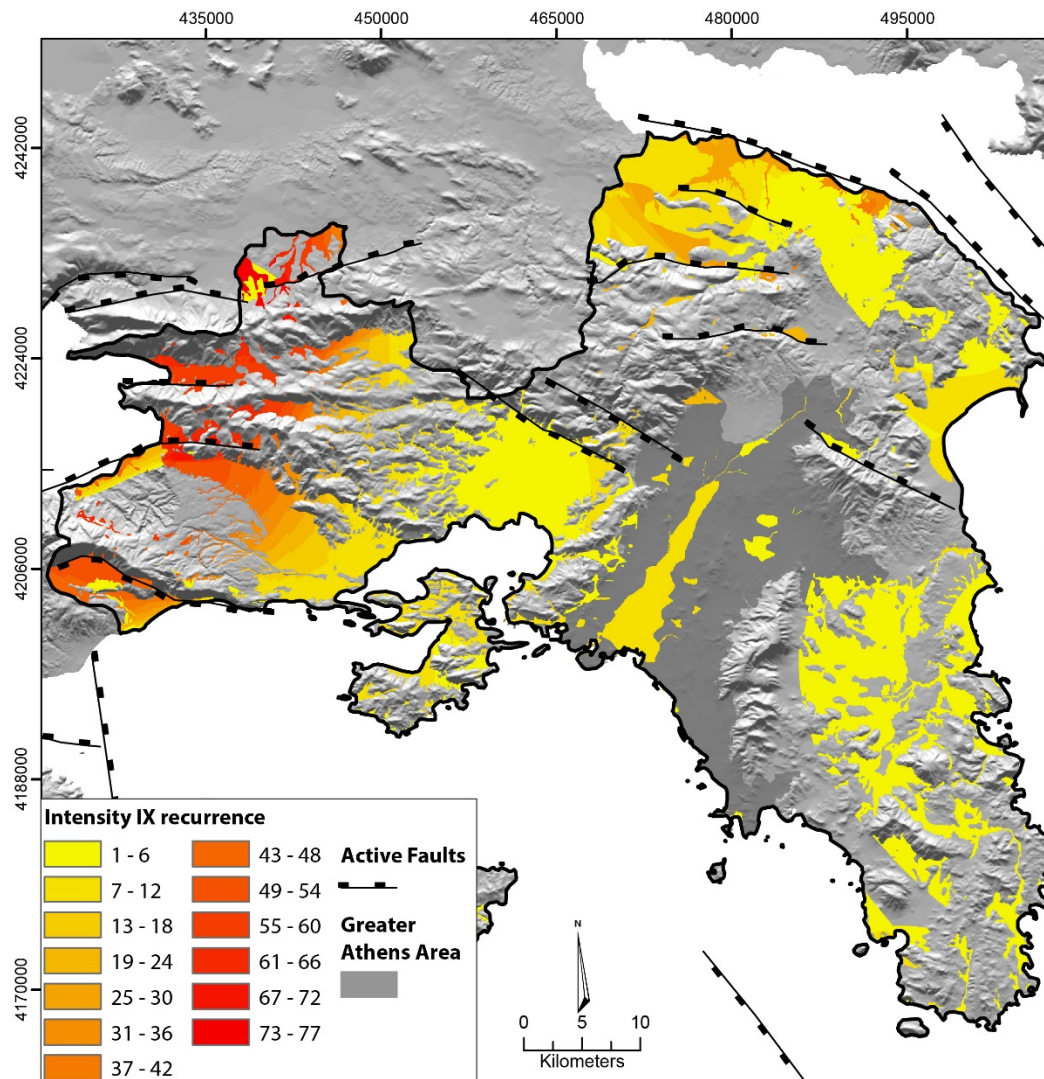 435000
450000
465000
480000
495000
4242000
4224000
4206000
4188000
4170000
Intensity IX recurrence
1 - 6
7 - 12
13 - 18
19 - 24
25 - 30
31 - 36
37 - 42
43 - 48
49 - 54
55 - 60
61 - 66
67 - 72
73 - 77
Active Faults
Greater
Athens Area
N
0 5 10
Kilometers